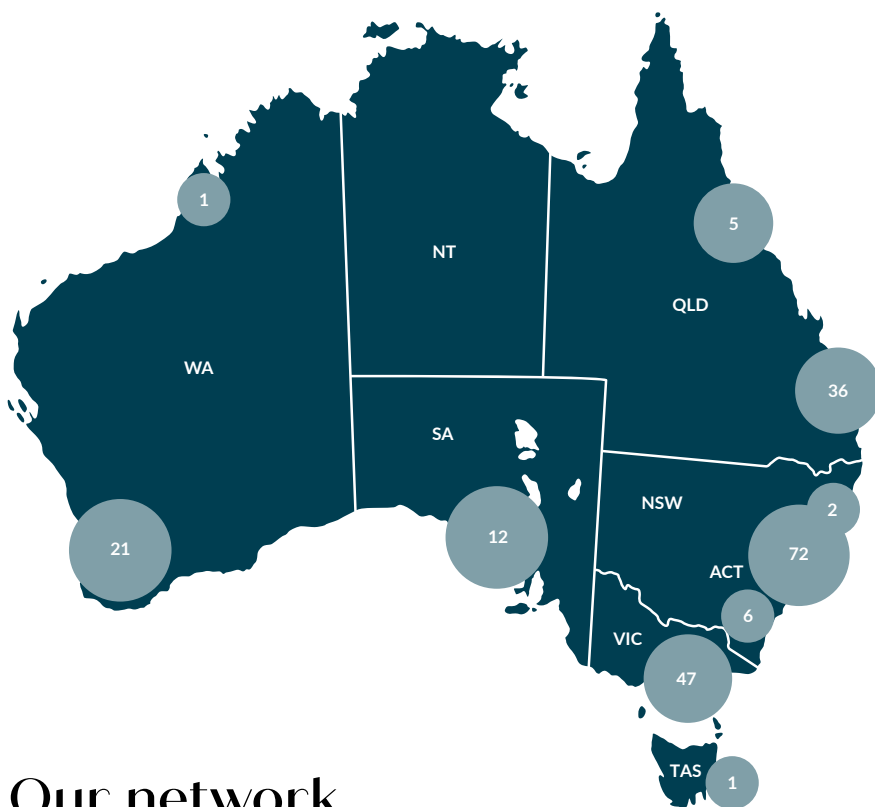 1
5
NT
QLD
WA
36
SA
NSW
2
21
12
72
ACT
6
VIC
47
TAS
1
Our network